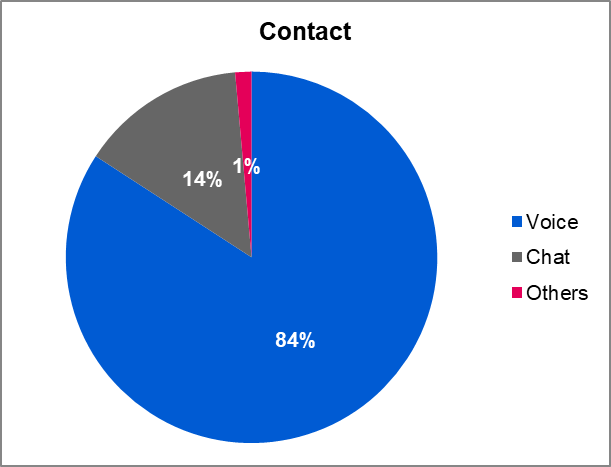 Contact
1%
14%
84%
Voice
Chat
Others